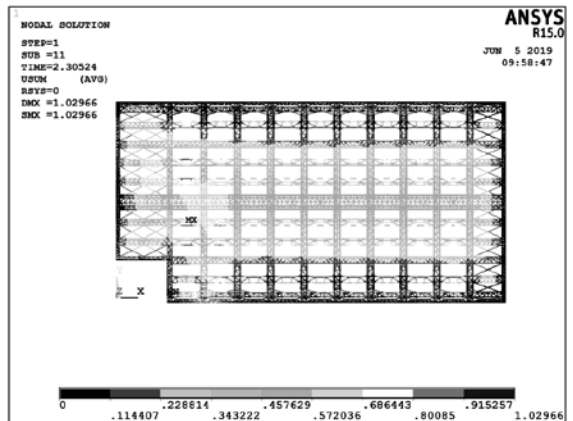 1
NODAL SOLUTION
STEP=1
SUB =11
TIME=2.30524
USUM (AVG)
RSYS=0
DMX =1.02966
SMX =1.02966
ANSYS
R15.0
JUN 5 2019
09:58:47
MX
Y
Z X
MN
0 .228814 .457629 .686443 .915257
.114407 .343222 .572036 .80085 1.02966